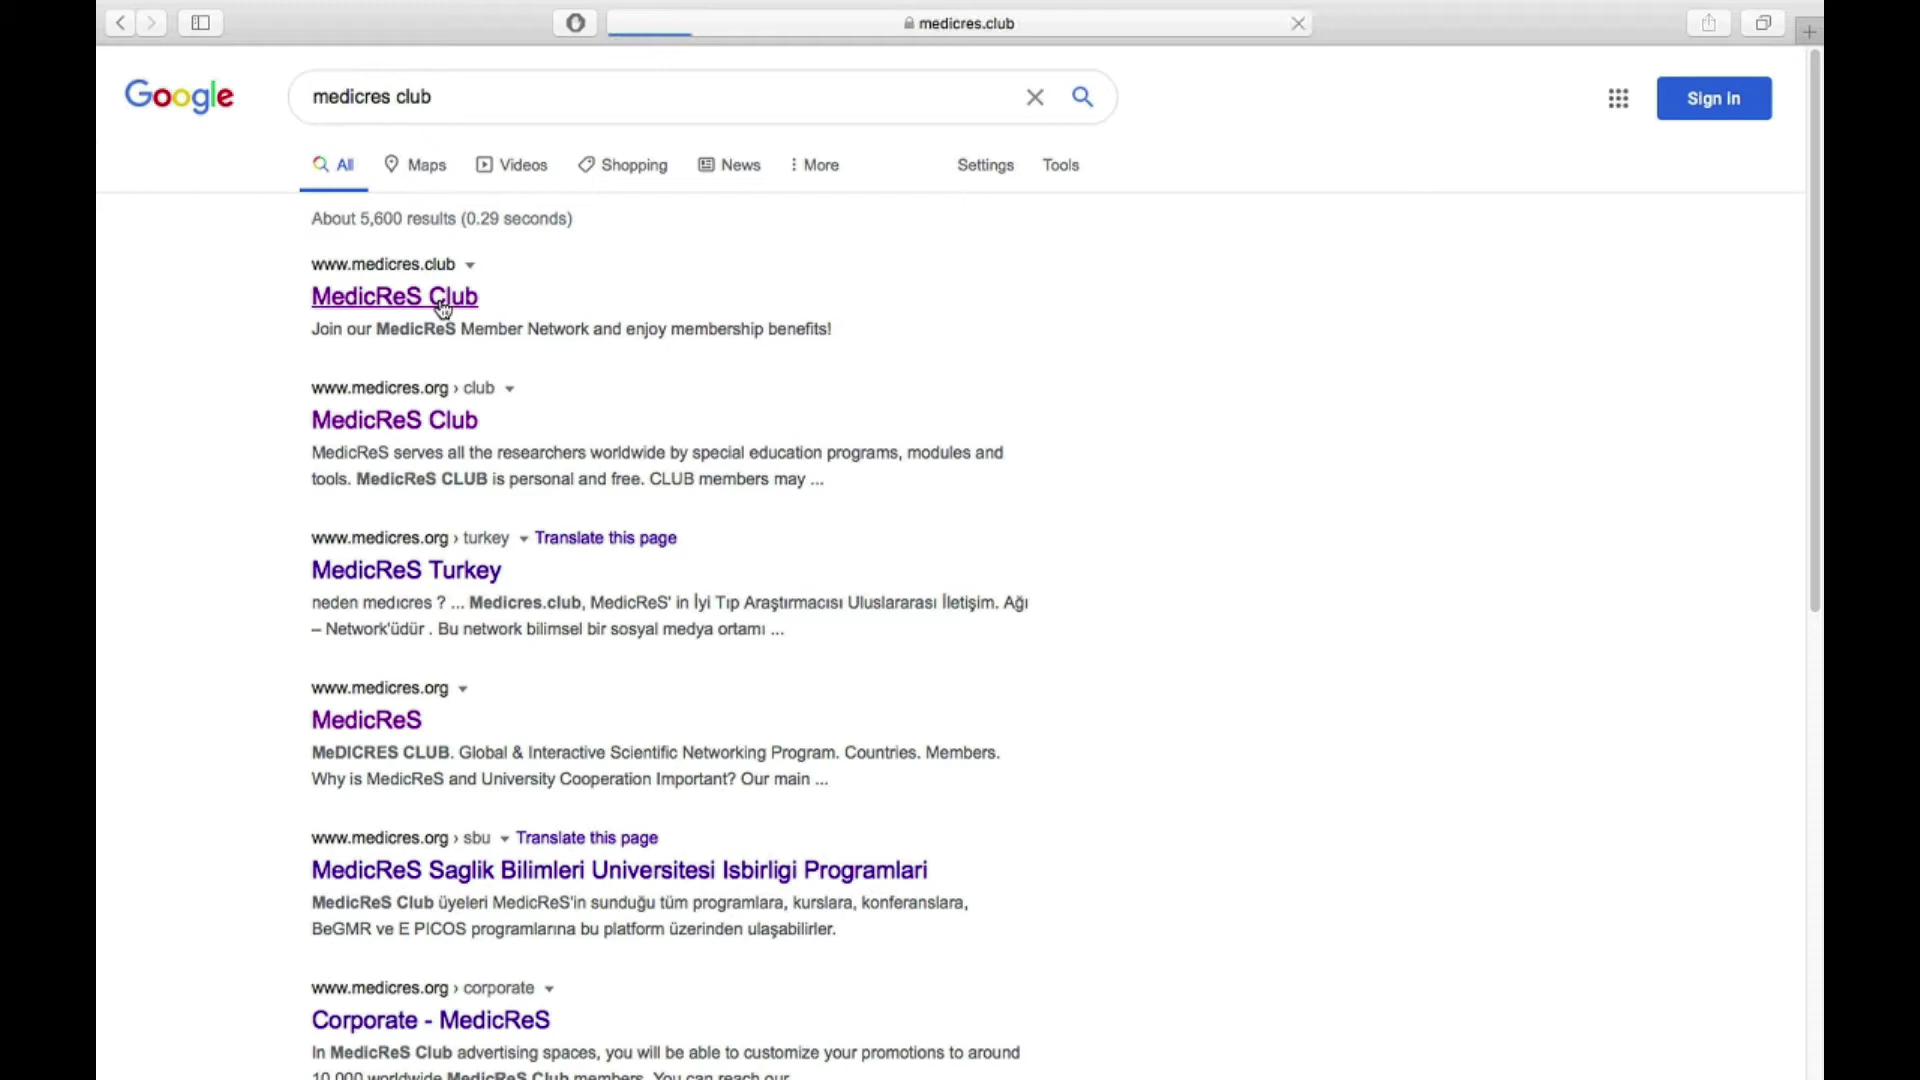 medicres.club
Google
medicres club
Sign in
All
Maps
Videos
Shopping
News
More
Settings
Tools
About 5,600 results (0.29 seconds)
www.medicres.club
MedicReS Club
Join our MedicReS Member Network and enjoy membership benefits!
www.medicres.org › club
MedicReS Club
MedicReS serves all the researchers worldwide by special education programs, modules and
tools. MedicReS CLUB is personal and free. CLUB members may ...
www.medicres.org › turkey Translate this page
MedicReS Turkey
neden medıcres ? ... Medicres.club, MedicReS' in İyi Tıp Araştırmacısı Uluslararası İletişim. Ağı
– Network'üdür . Bu network bilimsel bir sosyal medya ortamı ...
www.medicres.org
MedicReS
MeDICRES CLUB. Global & Interactive Scientific Networking Program. Countries. Members.
Why is MedicReS and University Cooperation Important? Our main ...
www.medicres.org › sbu Translate this page
MedicReS Saglik Bilimleri Universitesi Isbirligi Programlari
MedicReS Club üyeleri MedicReS'in sunduğu tüm programlara, kurslara, konferanslara,
BeGMR ve E PICOS programlarına bu platform üzerinden ulaşabilirler.
www.medicres.org › corporate
Corporate - MedicReS
In MedicReS Club advertising spaces, you will be able to customize your promotions to around
10.000 worldwide MedicReS Club members. You can reach our